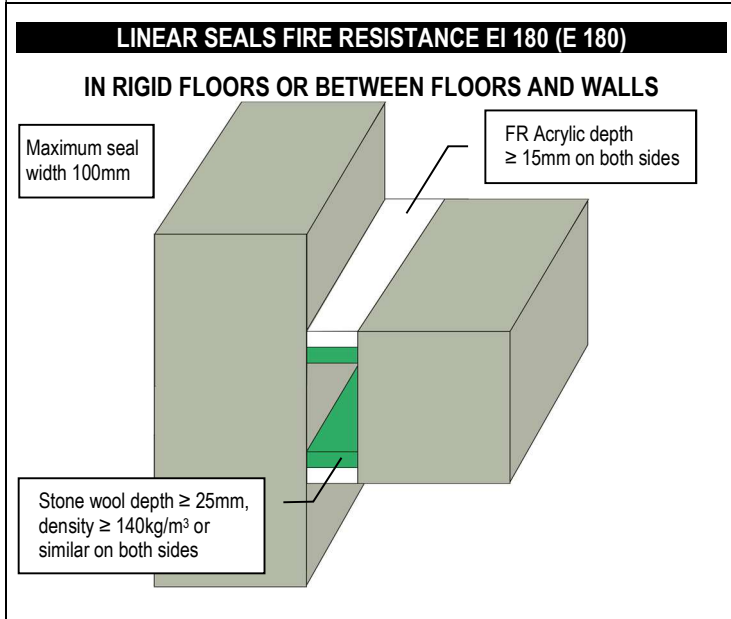 LINEAR SEALS FIRE RESISTANCE EI 180 (E 180)
IN RIGID FLOORS OR BETWEEN FLOORS AND WALLS
Maximum seal
width 100mm
FR Acrylic depth
≥ 15mm on both sides
Stone wool depth ≥ 25mm,
density ≥ 140kg/m³ or
similar on both sides